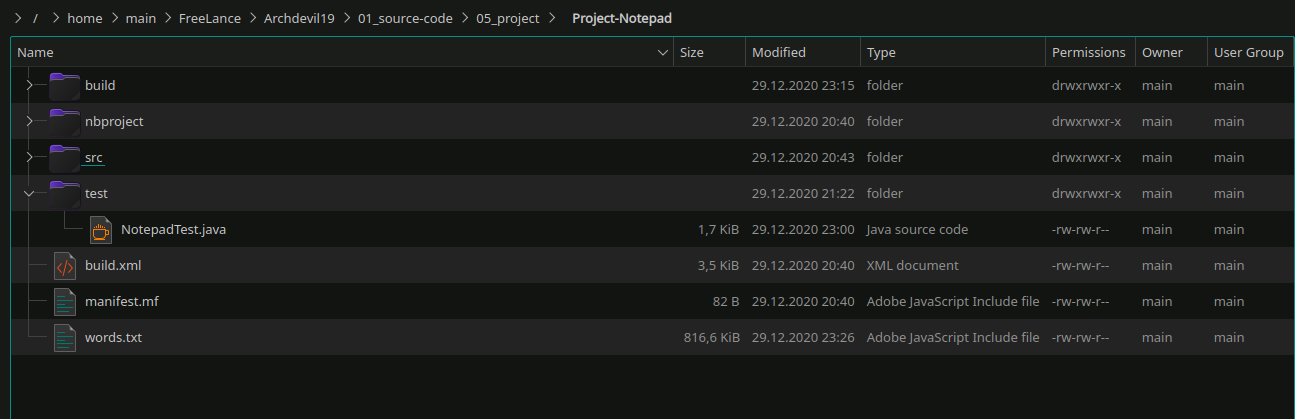 / home main FreeLance Archdevil19 01_source-code 05_project Project-Notepad
Name Size Modified Type Permissions Owner User Group
build 29.12.2020 23:15 folder drwxrwxr-x main main
nbproject 29.12.2020 20:40 folder drwxrwxr-x main main
src 29.12.2020 20:43 folder drwxrwxr-x main main
test 29.12.2020 21:22 folder drwxrwxr-x main main
NotepadTest.java 1,7 KiB 29.12.2020 23:00 Java source code -rw-rw-r-- main main
build.xml 3,5 KiB 29.12.2020 20:40 XML document -rw-rw-r-- main main
manifest.mf 82 B 29.12.2020 20:40 Adobe JavaScript Include file -rw-rw-r-- main main
words.txt 816,6 KiB 29.12.2020 23:26 Adobe JavaScript Include file -rw-rw-r-- main main